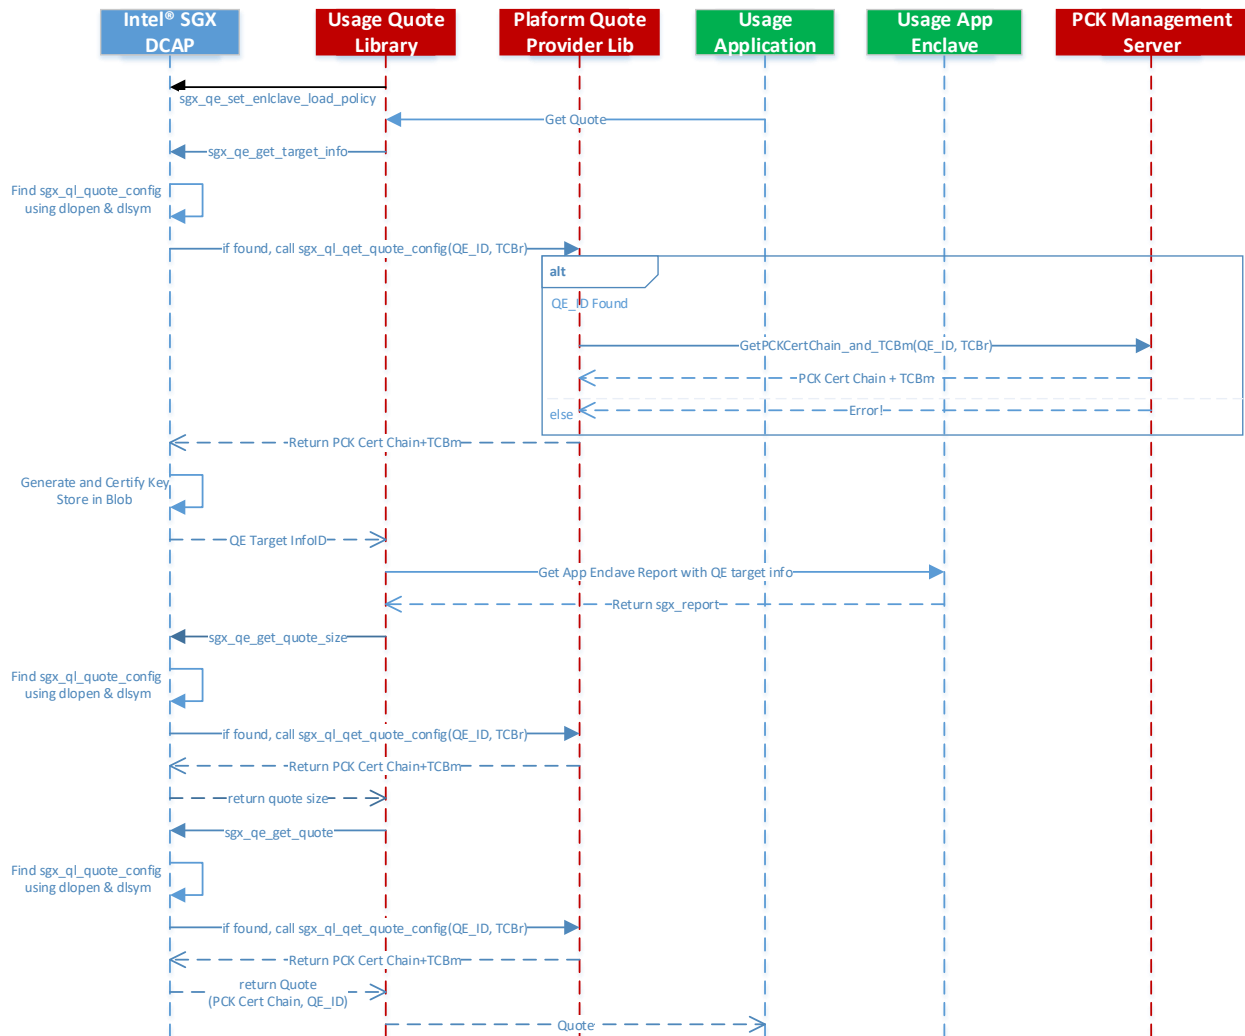 Intel® SGX
DCAP
Usage Quote
Library
Plaform Quote
Provider Lib
Usage
Application
Usage App
Enclave
PCK Management
Server
sgx_qe_set_enlclave_load_policy
Get Quote
sgx_qe_get_target_info
Find sgx_ql_quote_config
using dlopen & dlsym
if found, call sgx_ql_qet_quote_config(QE_ID, TCBr)
alt
QE_ID Found
GetPCKCertChain_and_TCBm(QE_ID, TCBr)
PCK Cert Chain + TCBm
else
Error!
Return PCK Cert Chain+TCBm
Generate and Certify Key
Store in Blob
QE Target InfoID
Get App Enclave Report with QE target info
Return sgx_report
sgx_qe_get_quote_size
Find sgx_ql_quote_config
using dlopen & dlsym
if found, call sgx_ql_qet_quote_config(QE_ID, TCBr)
Return PCK Cert Chain+TCBm
return quote size
sgx_qe_get_quote
Find sgx_ql_quote_config
using dlopen & dlsym
if found, call sgx_ql_qet_quote_config(QE_ID, TCBr)
Return PCK Cert Chain+TCBm
return Quote
(PCK Cert Chain, QE_ID)
Quote